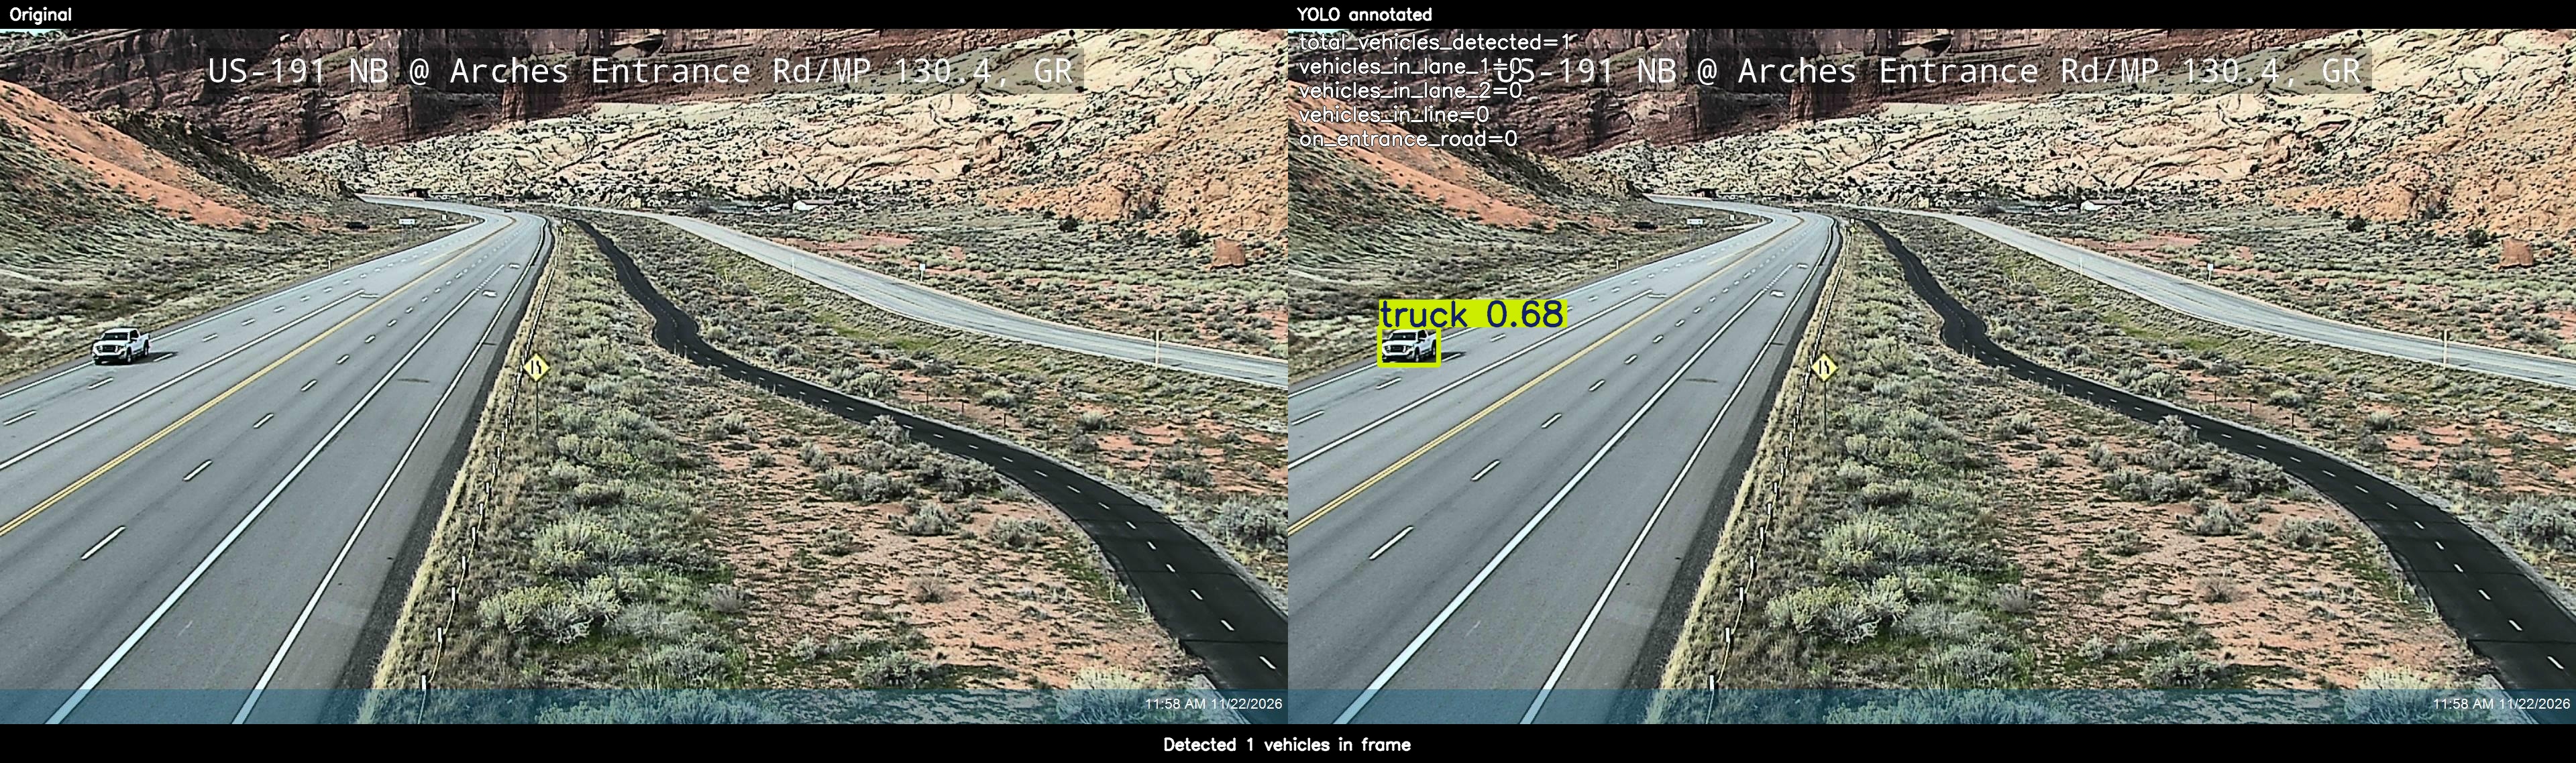 Original
YOLO annotated
US-191 NB @ Arches Entrance Rd/MP 130.4, GR
total_vehicles_detected=1
vehicles_in_lane_1=0
US-191 NB @ Arches Entrance Rd/MP 130.4, GR
vehicles_in_lane_2=0
vehicles_in_line=0
on_entrance_road=0
truck 0.68
11:58 AM 11/22/2026
11:58 AM 11/22/2026
Detected 1 vehicles in frame